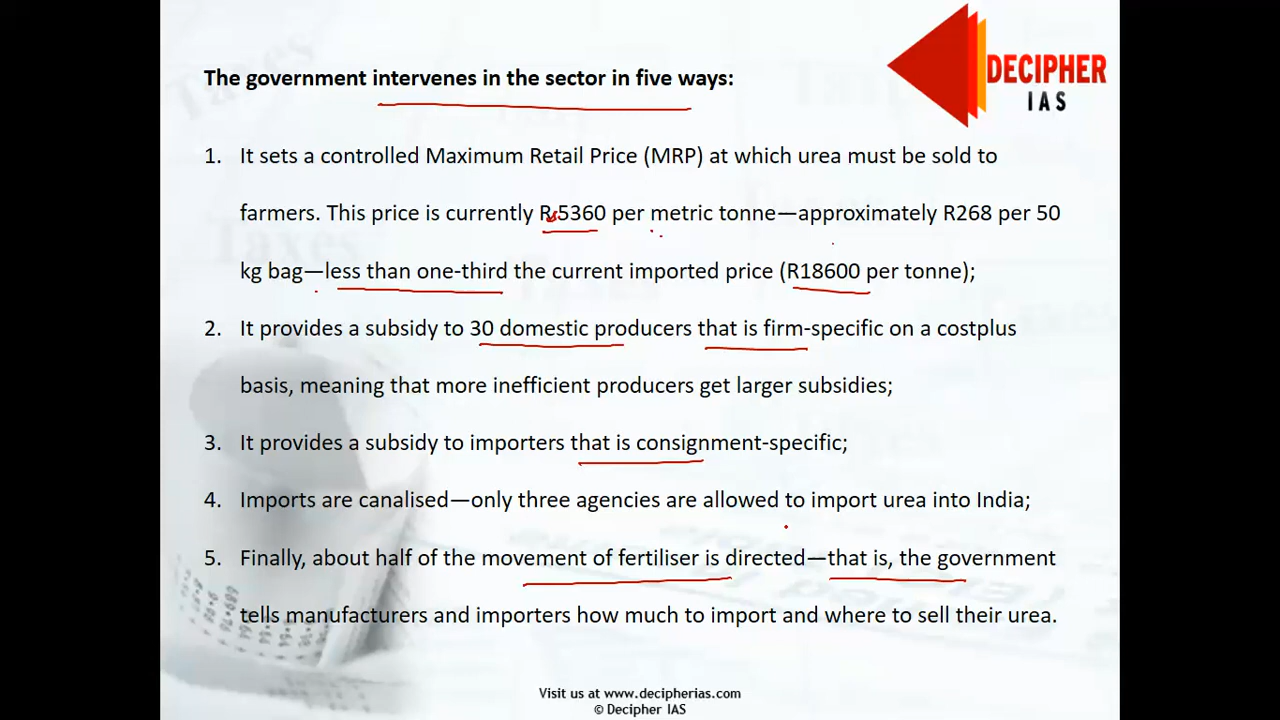 DECIPHER
IAS
The government intervenes in the sector in five ways:
1. It sets a controlled Maximum Retail Price (MRP) at which urea must be sold to
farmers. This price is currently Rs5360 per metric tonne—approximately R268 per 50
kg bag—less than one-third the current imported price (R18600 per tonne);
2. It provides a subsidy to 30 domestic producers that is firm-specific on a costplus
basis, meaning that more inefficient producers get larger subsidies;
3. It provides a subsidy to importers that is consignment-specific;
4. Imports are canalised—only three agencies are allowed to import urea into India;
5. Finally, about half of the movement of fertiliser is directed—that is, the government
tells manufacturers and importers how much to import and where to sell their urea.
Visit us at www.decipherias.com
© Decipher IAS